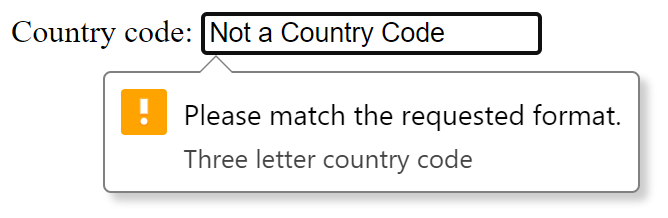 Country code: Not a Country Code
Please match the requested format.
Three letter country code